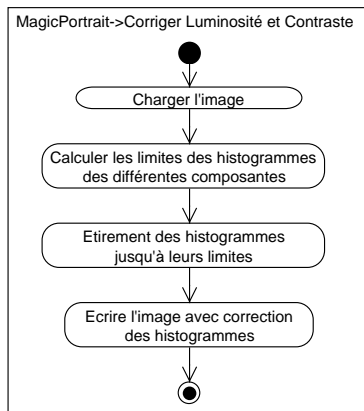 MagicPortrait->Corriger Luminosité et Contraste
Charger l'image
Calculer les limites des histogrammes
des différentes composantes
Etirement des histogrammes
jusqu'à leurs limites
Ecrire l'image avec correction
des histogrammes